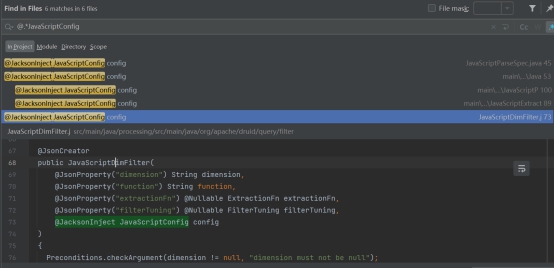 Find in Files 6 matches in 6 files
File mask:
@.*JavaScriptConfig
Cc
In Project Module Directory Scope
@JacksonInject JavaScriptConfig config JavaScriptParseSpec.java 45
@JacksonInject JavaScriptConfig config main\...\Java 53
@JacksonInject JavaScriptConfig config main\...\JavaScriptP 100
@JacksonInject JavaScriptConfig config main\...\JavaScriptExtract 89
@JacksonInject JavaScriptConfig config JavaScriptDimFilter.j 73
JavaScriptDimFilter.j src/main/java/processing/src/main/java/org/apache/druid/query/filter
67 @JsonCreator
68 public JavaScriptDimFilter(
69 @JsonProperty("dimension") String dimension,
70 @JsonProperty("function") String function,
71 @JsonProperty("extractionFn") @Nullable ExtractionFn extractionFn,
72 @JsonProperty("filterTuning") @Nullable FilterTuning filterTuning,
73 @JacksonInject JavaScriptConfig config
74 )
75 {
76 Preconditions.checkArgument(dimension != null, "dimension must not be null");